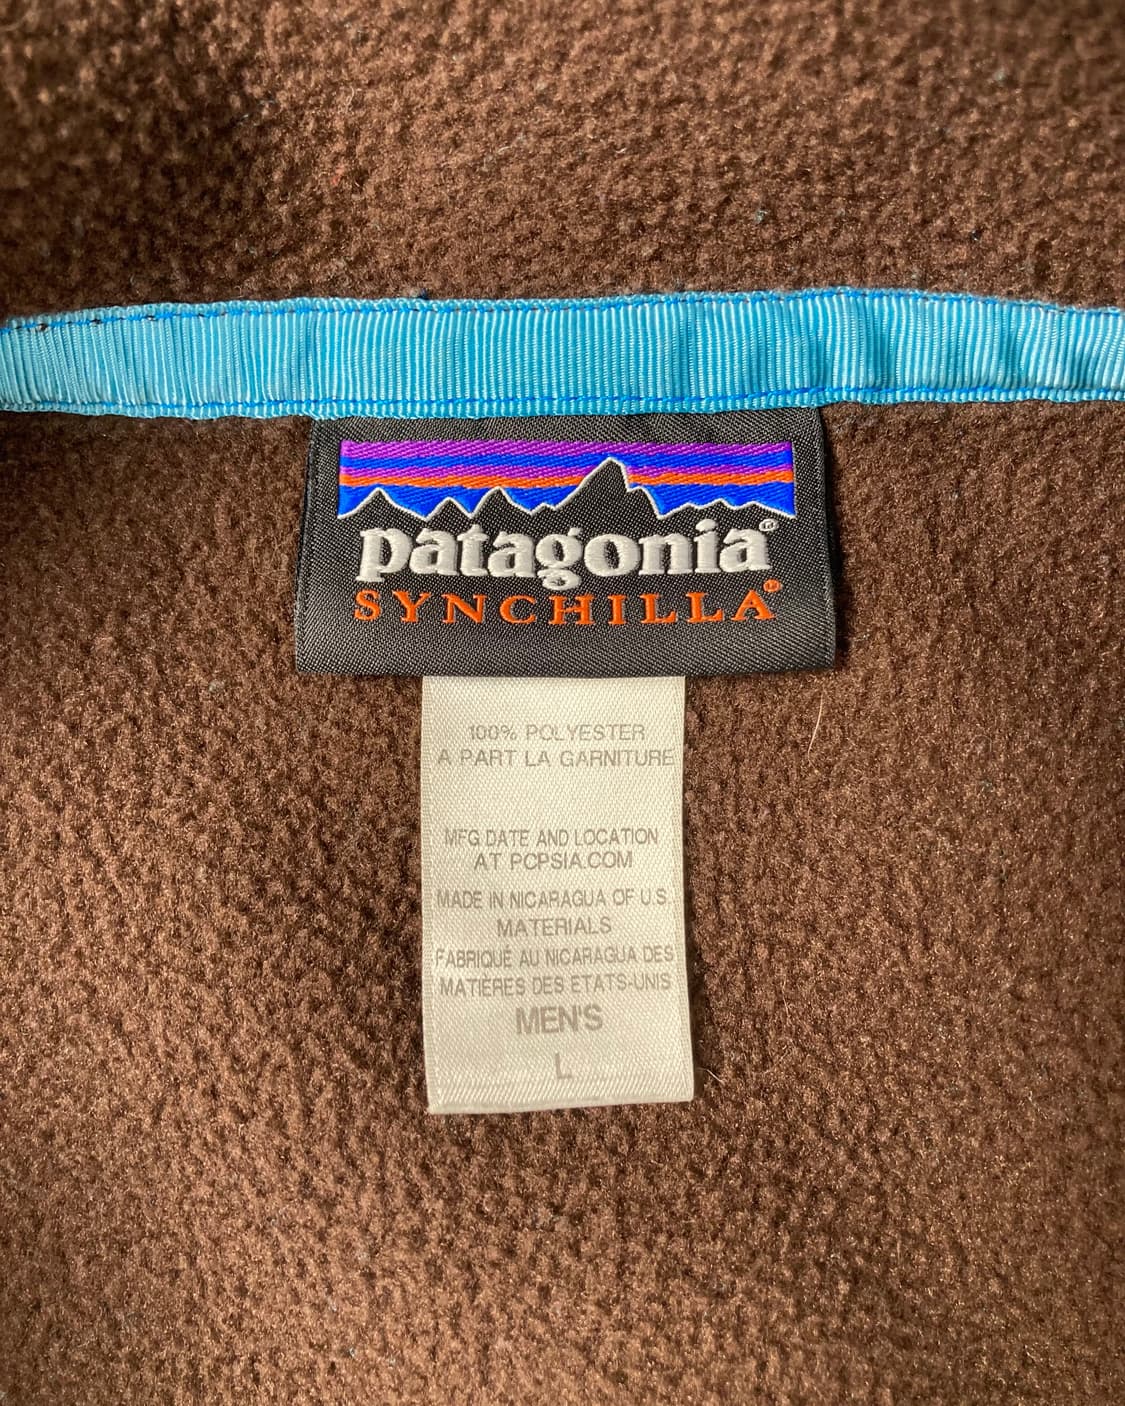 patagonia®
SYNCHILLA®
100% POLYESTER
A PART LA GARNITURE
MFG DATE AND LOCATION
AT PCPSIA.COM
MADE IN NICARAGUA OF U.S.
MATERIALS
FABRIQUÉ AU NICARAGUA DES
MATIERES DES ETATS-UNIS
MEN'S
L